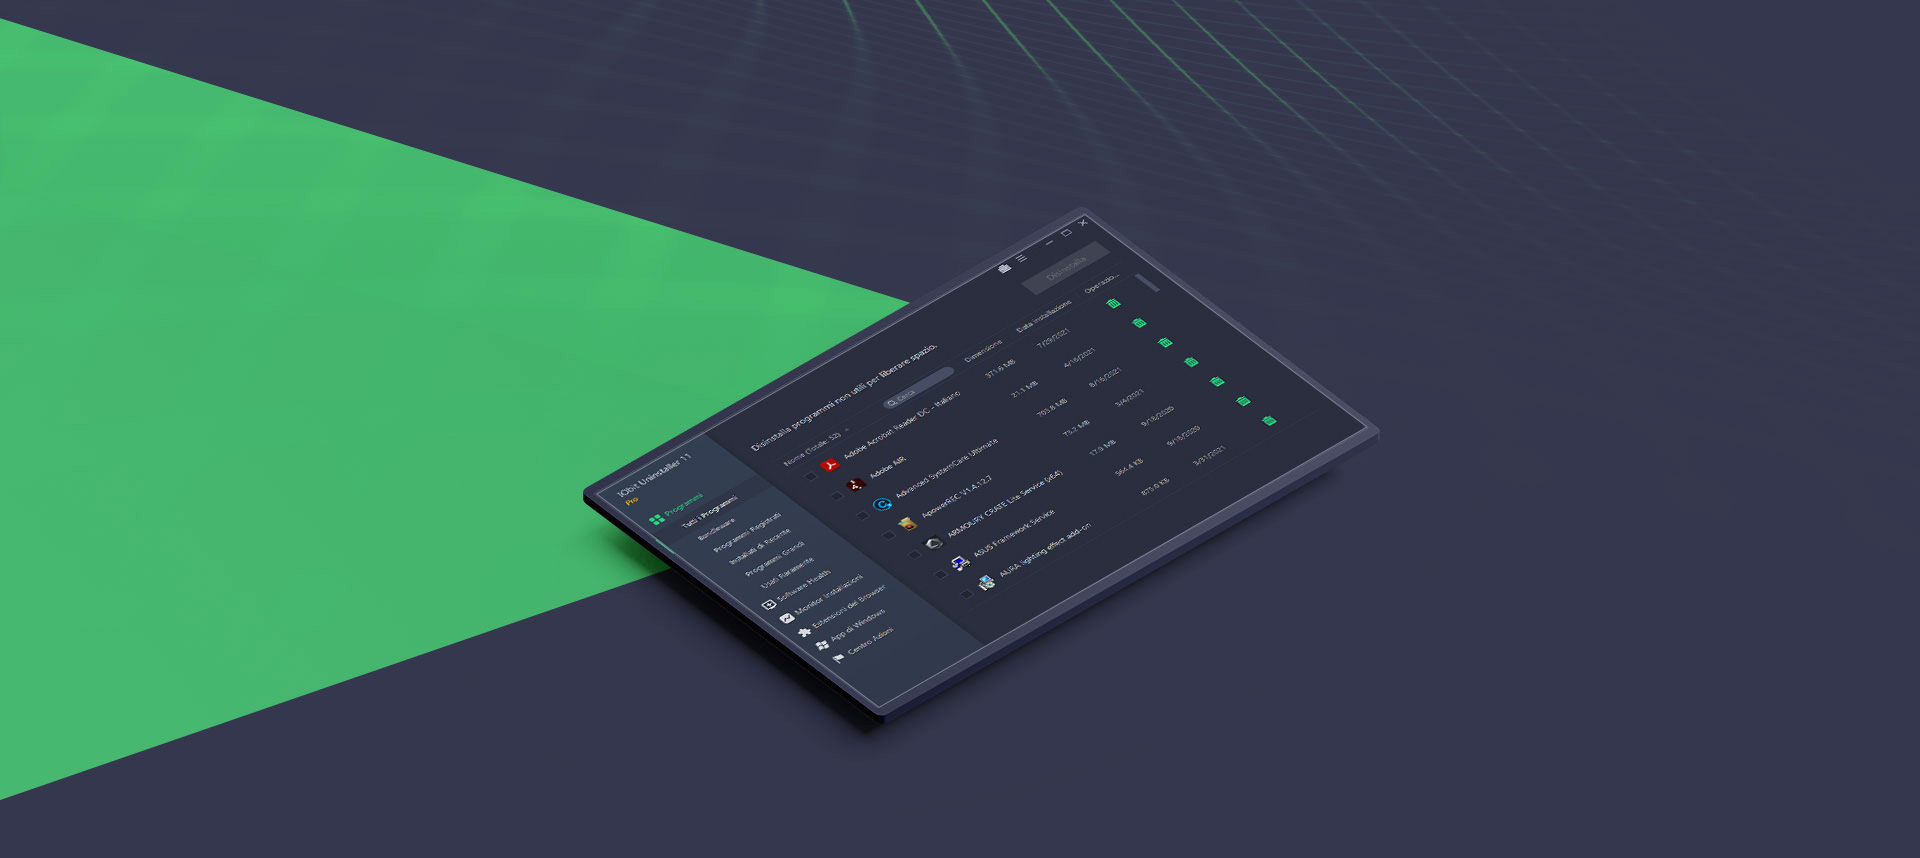 IObit Uninstaller 11
Pro
Programmi
Tutti i Programmi
Bundleware
Programmi Registrati
Installati di Recente
Programmi Grandi
Usati Raramente
Software Health
Monitor Installazioni
Estensioni del Browser
App di Windows
Centro Azioni
Disinstalla programmi non utili per liberare spazio.
Cerca
Disinstalla
Nome (Totale: 52) Dimensione Data Installazione Operazio...
Adobe Acrobat Reader DC - Italiano 371.6 MB 7/29/2021
Adobe AIR 21.1 MB 4/16/2021
Advanced SystemCare Ultimate 703.8 MB 8/16/2021
ApowerREC V1.4.12.7 75.2 MB 3/4/2021
ARMOURY CRATE Lite Service (x64) 17.9 MB 9/18/2020
ASUS Framework Service 564.4 KB 9/18/2020
AURA lighting effect add-on 875.0 KB 3/31/2021